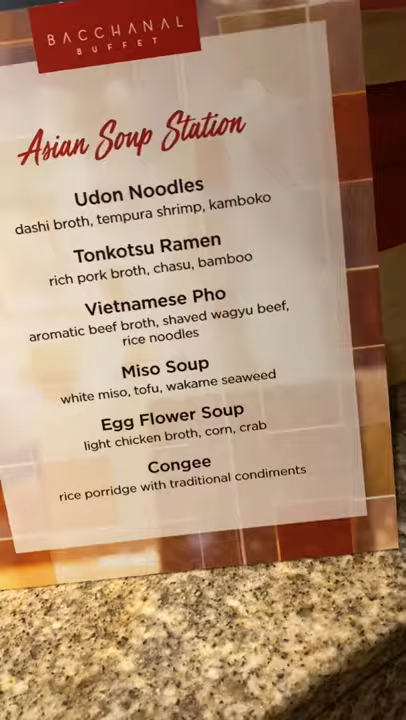 BACCHANAL
BUFFET
Asian Soup Station
Udon Noodles
dashi broth, tempura shrimp, kamboko
Tonkotsu Ramen
rich pork broth, chasu, bamboo
Vietnamese Pho
aromatic beef broth, shaved wagyu beef,
rice noodles
Miso Soup
white miso, tofu, wakame seaweed
Egg Flower Soup
light chicken broth, corn, crab
Congee
rice porridge with traditional condiments